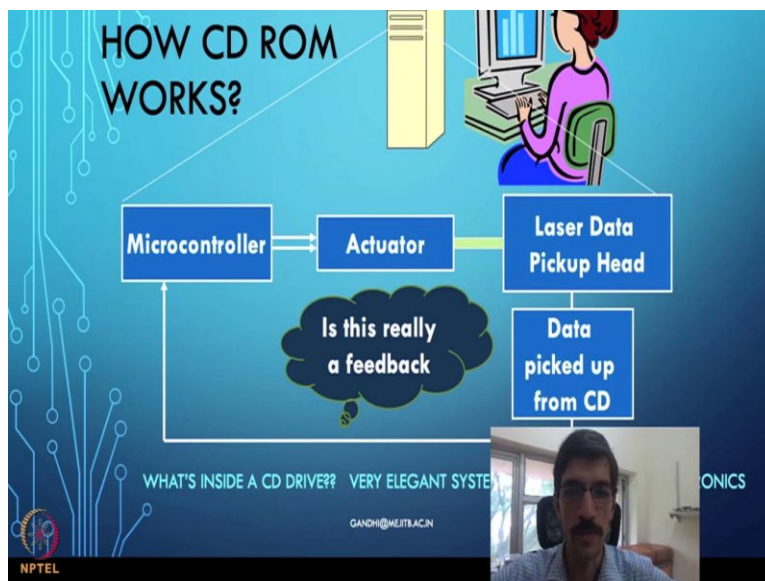 HOW CD ROM
WORKS?
Microcontroller
Actuator
Laser Data
Pickup Head
Is this really
a feedback
Data
picked up
from CD
WHAT'S INSIDE A CD DRIVE?? VERY ELEGANT SYSTE ONICS
GANDHI@ME.IITB.AC.IN
NPTEL